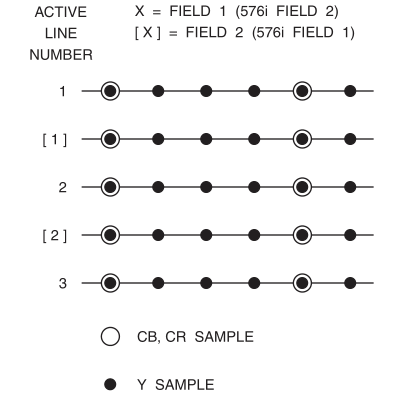 ACTIVE
LINE
NUMBER
X = FIELD 1 (576i FIELD 2)
[ X ] = FIELD 2 (576i FIELD 1)
1
[ 1 ]
2
[ 2 ]
3
CB, CR SAMPLE
Y SAMPLE